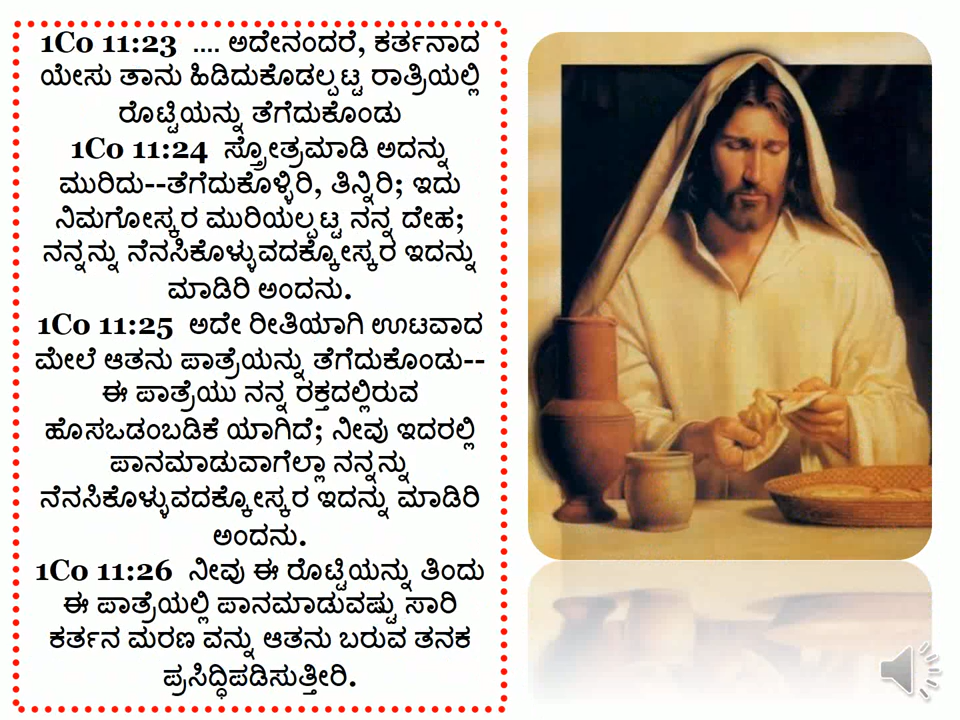 1Co 11:23 .... ಅದೇನಂದರೆ, ಕರ್ತನಾದ
ಯೇಸು ತಾನು ಹಿಡಿದುಕೊಡಲ್ಪಟ್ಟ ರಾತ್ರಿಯಲ್ಲಿ
ರೊಟ್ಟಿಯನ್ನು ತೆಗೆದುಕೊಂಡು
1Co 11:24 ಸ್ತ್ರೋತ್ರಮಾಡಿ ಅದನ್ನು
ಮುರಿದು--ತೆಗೆದುಕೊಳ್ಳಿರಿ, ತಿನ್ನಿರಿ; ಇದು
ನಿಮಗೋಸ್ಕರ ಮುರಿಯಲ್ಪಟ್ಟ ನನ್ನ ದೇಹ;
ನನ್ನನ್ನು ನೆನಸಿಕೊಳ್ಳುವದಕ್ಕೋಸ್ಕರ ಇದನ್ನು
ಮಾಡಿರಿ ಅಂದನು.
1Co 11:25 ಅದೇ ರೀತಿಯಾಗಿ ಊಟವಾದ
ಮೇಲೆ ಆತನು ಪಾತ್ರೆಯನ್ನು ತೆಗೆದುಕೊಂಡು--
ಈ ಪಾತ್ರೆಯು ನನ್ನ ರಕ್ತದಲ್ಲಿರುವ
ಹೊಸಒಡಂಬಡಿಕೆ ಯಾಗಿದೆ; ನೀವು ಇದರಲ್ಲಿ
ಪಾನಮಾಡುವಾಗೆಲ್ಲಾ ನನ್ನನ್ನು
ನೆನಸಿಕೊಳ್ಳುವದಕ್ಕೋಸ್ಕರ ಇದನ್ನು ಮಾಡಿರಿ
ಅಂದನು.
1Co 11:26 ನೀವು ಈ ರೊಟ್ಟಿಯನ್ನು ತಿಂದು
ಈ ಪಾತ್ರೆಯಲ್ಲಿ ಪಾನಮಾಡುವಷ್ಟು ಸಾರಿ
ಕರ್ತನ ಮರಣ ವನ್ನು ಆತನು ಬರುವ ತನಕ
ಪ್ರಸಿದ್ಧಿಪಡಿಸುತ್ತೀರಿ.